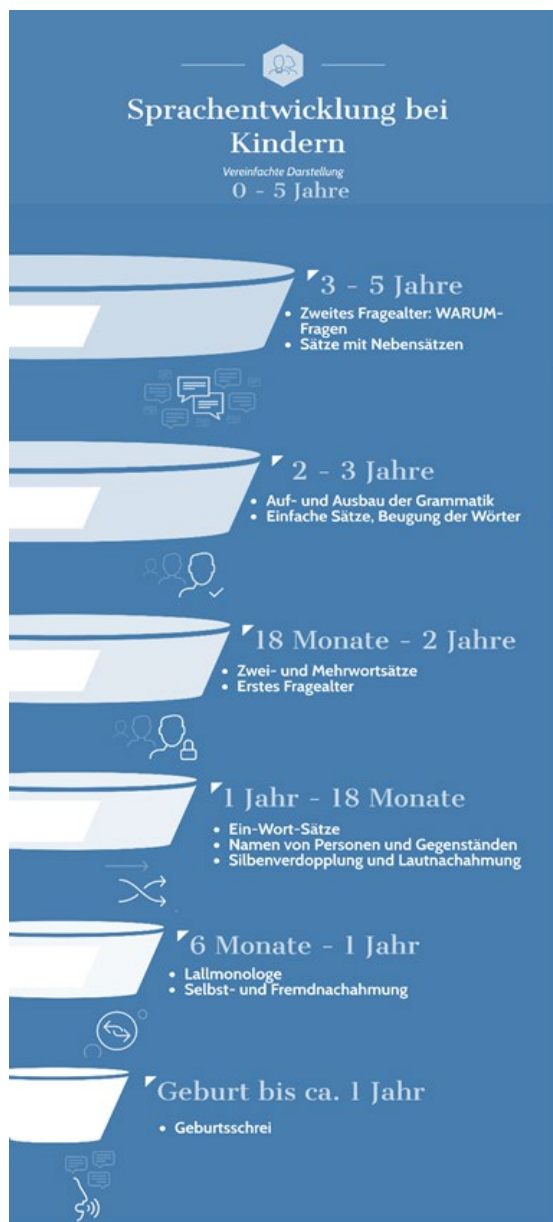 Sprachentwicklung bei
Kindern
Vereinfachte Darstellung
0 - 5 Jahre
3 - 5 Jahre
• Zweites Fragealter: WARUM-
Fragen
• Sätze mit Nebensätzen
2 - 3 Jahre
• Auf- und Ausbau der Grammatik
• Einfache Sätze, Beugung der Wörter
18 Monate - 2 Jahre
• Zwei- und Mehrwortsätze
• Erstes Fragealter
1 Jahr - 18 Monate
• Ein-Wort-Sätze
• Namen von Personen und Gegenständen
• Silbenverdopplung und Lautnachahmung
6 Monate - 1 Jahr
• Lallmonologe
• Selbst- und Fremdnachahmung
Geburt bis ca. 1 Jahr
• Geburtsschrei